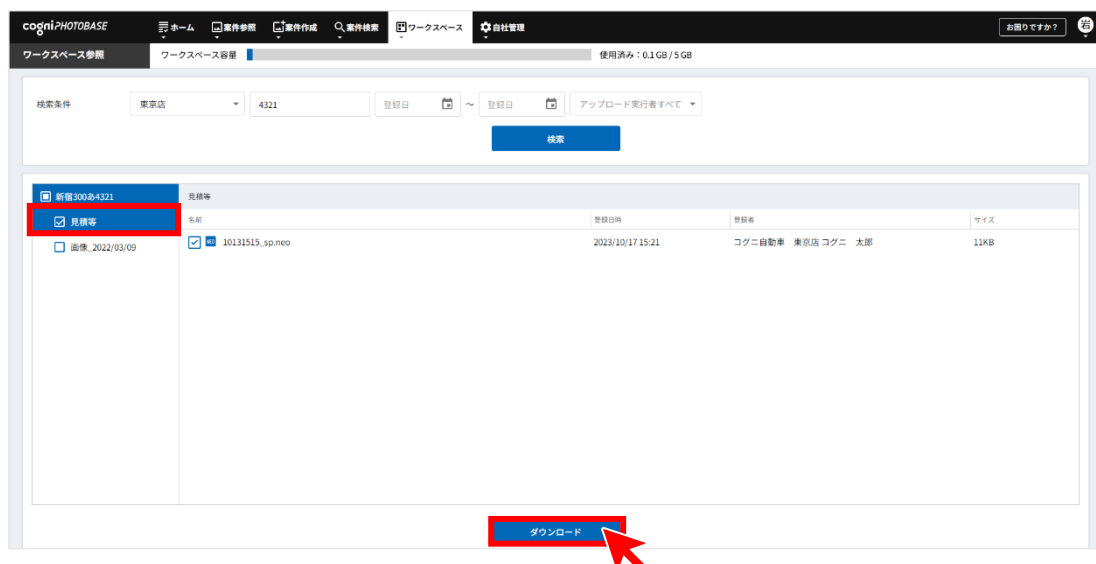 cogniPHOTOBASE ホーム 案件参照 案件作成 案件検索 ワークスペース 自社管理 お困りですか? 岩
ワークスペース参照 ワークスペース容量 使用済み:0.1 GB / 5 GB
検索条件 東京店 4321 登録日 ~ 登録日 アップロード実行者すべて
検索
新宿300あ4321 見積等
見積等 名前 登録日時 登録者 サイズ
画像_2022/03/09 NEO 10131515_sp.neo 2023/10/17 15:21 コグニ自動車 東京店 コグニ 太郎 11KB
ダウンロード